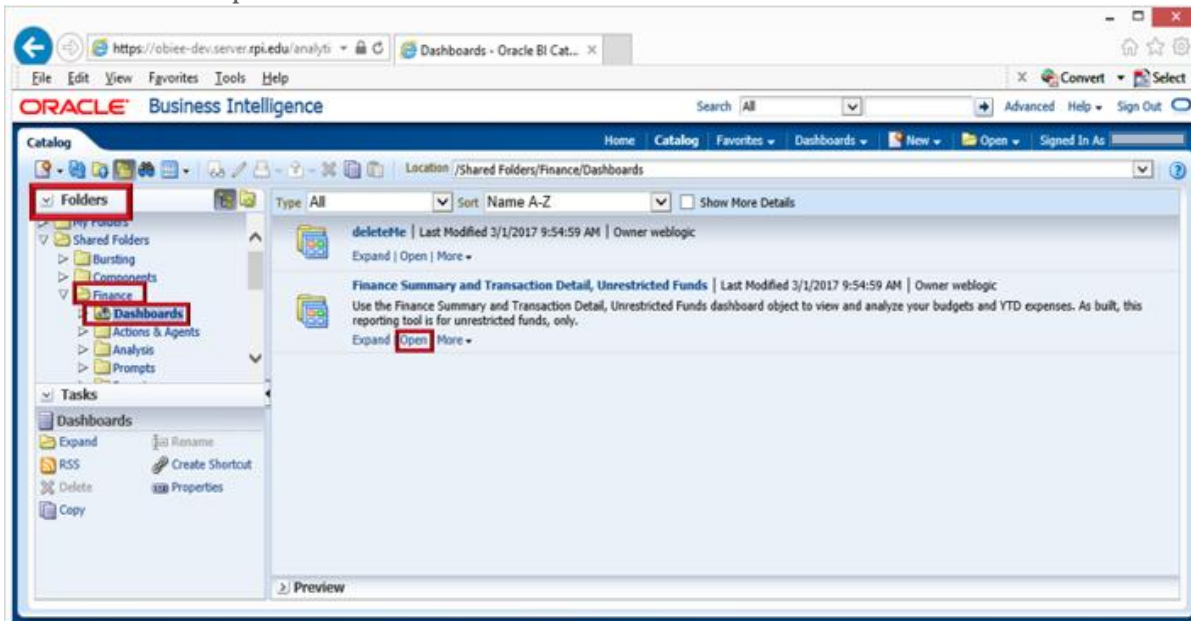 https://obiee-dev.server.rpi.edu/analyti
Dashboards - Oracle BI Cat... ×
File Edit View Favorites Tools Help
X Convert Select
ORACLE Business Intelligence
Search All
Advanced Help Sign Out
Catalog
Home Catalog Favorites Dashboards New Open Signed In As
Location /Shared Folders/Finance/Dashboards
Folders
Type All Sort Name A-Z Show More Details
My Folders
Shared Folders
Bursting
Components
Finance
Dashboards
Actions & Agents
Analysis
Prompts
deleteMe | Last Modified 3/1/2017 9:54:59 AM | Owner weblogic
Expand | Open | More
Finance Summary and Transaction Detail, Unrestricted Funds | Last Modified 3/1/2017 9:54:59 AM | Owner weblogic
Use the Finance Summary and Transaction Detail, Unrestricted Funds dashboard object to view and analyze your budgets and YTD expenses. As built, this
reporting tool is for unrestricted funds, only.
Expand Open More
Tasks
Dashboards
Expand Rename
RSS Create Shortcut
Delete Properties
Copy
Preview